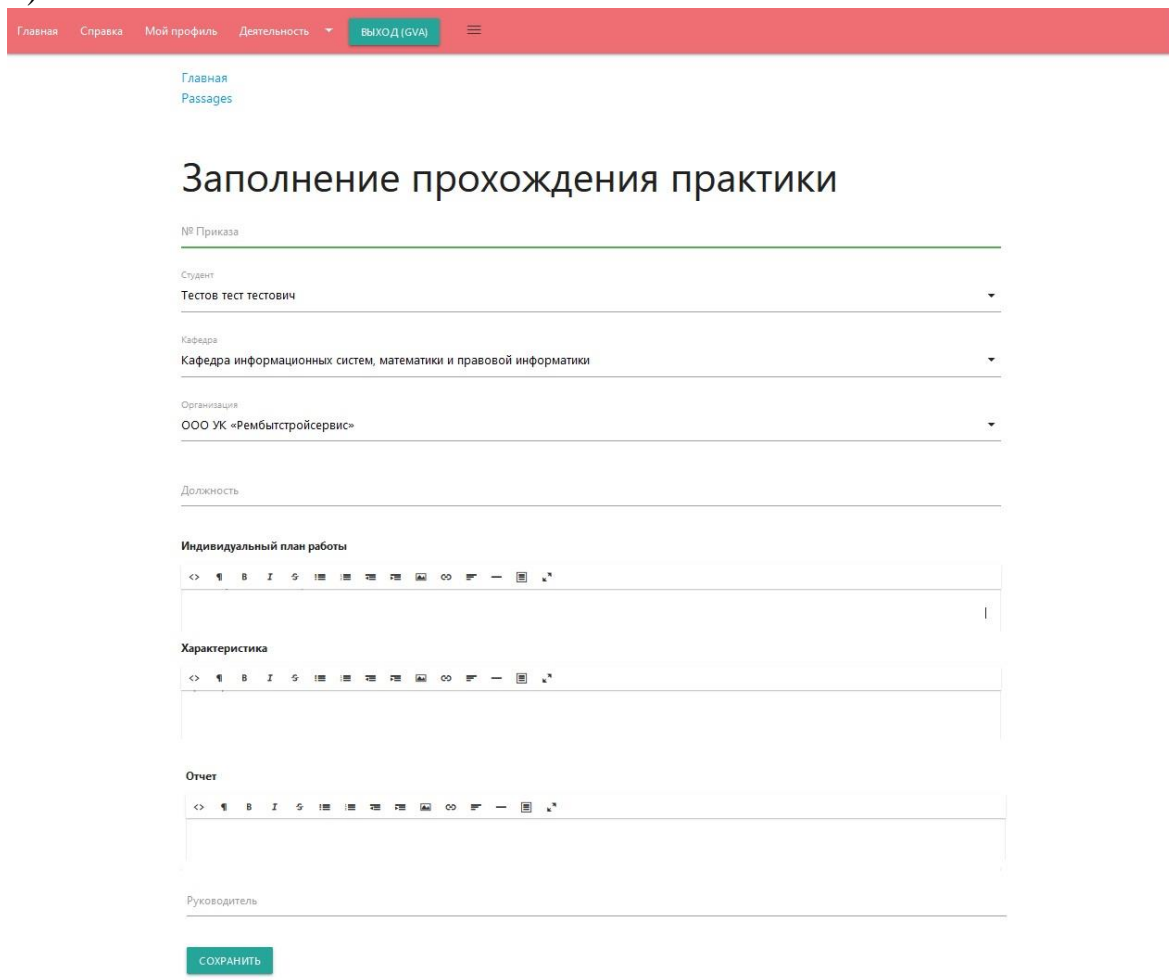 Главная Справка Мой профиль Деятельность ВЫХОД (GVA)
Главная
Passages
Заполнение прохождения практики
№ Приказа
Студент
Тестов тест тестович
Кафедра
Кафедра информационных систем, математики и правовой информатики
Организация
ООО УК «Рембытстройсервис»
Должность
Индивидуальный план работы
Характеристика
Отчет
Руководитель
СОХРАНИТЬ